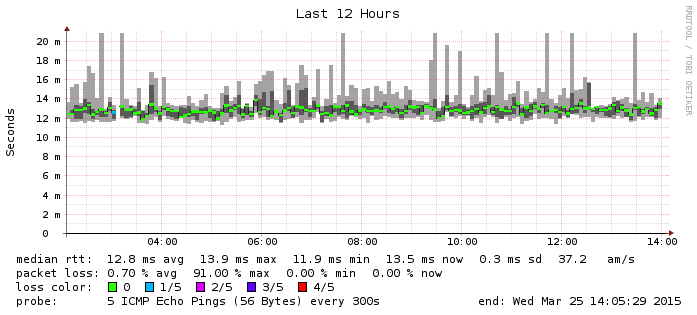 Last 12 Hours
RRDTOOL / TOBI OETIKER
Seconds
20 m
18 m
16 m
14 m
12 m
10 m
8 m
6 m
4 m
2 m
0
04:00 06:00 08:00 10:00 12:00 14:00
median rtt: 12.8 ms avg 13.9 ms max 11.9 ms min 13.5 ms now 0.3 ms sd 37.2 am/s
packet loss: 0.70 % avg 91.00 % max 0.00 % min 0.00 % now
loss color: 0 1/5 2/5 3/5 4/5
probe: 5 ICMP Echo Pings (56 Bytes) every 300s end: Wed Mar 25 14:05:29 2015